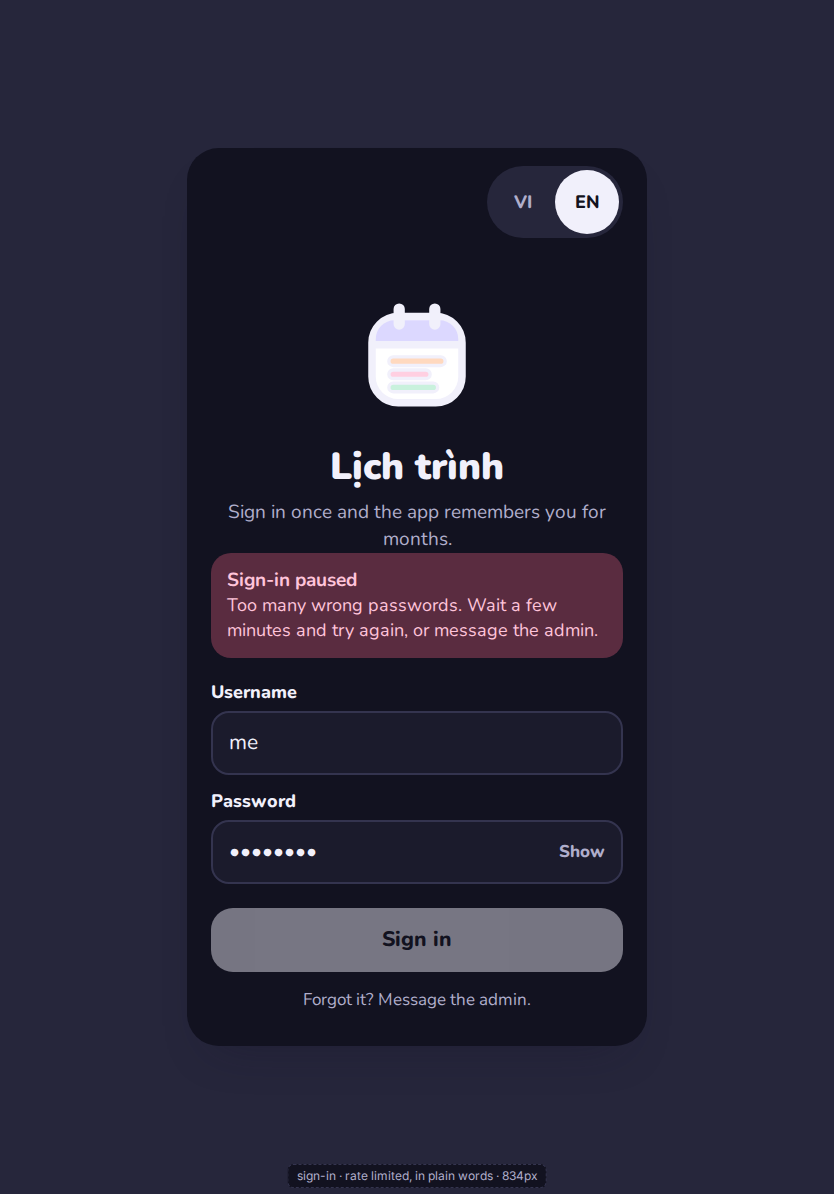 VI
EN
Lịch trình
Sign in once and the app remembers you for
months.
Sign-in paused
Too many wrong passwords. Wait a few
minutes and try again, or message the admin.
Username
me
Password
••••••••
Show
Sign in
Forgot it? Message the admin.
sign-in · rate limited, in plain words · 834px